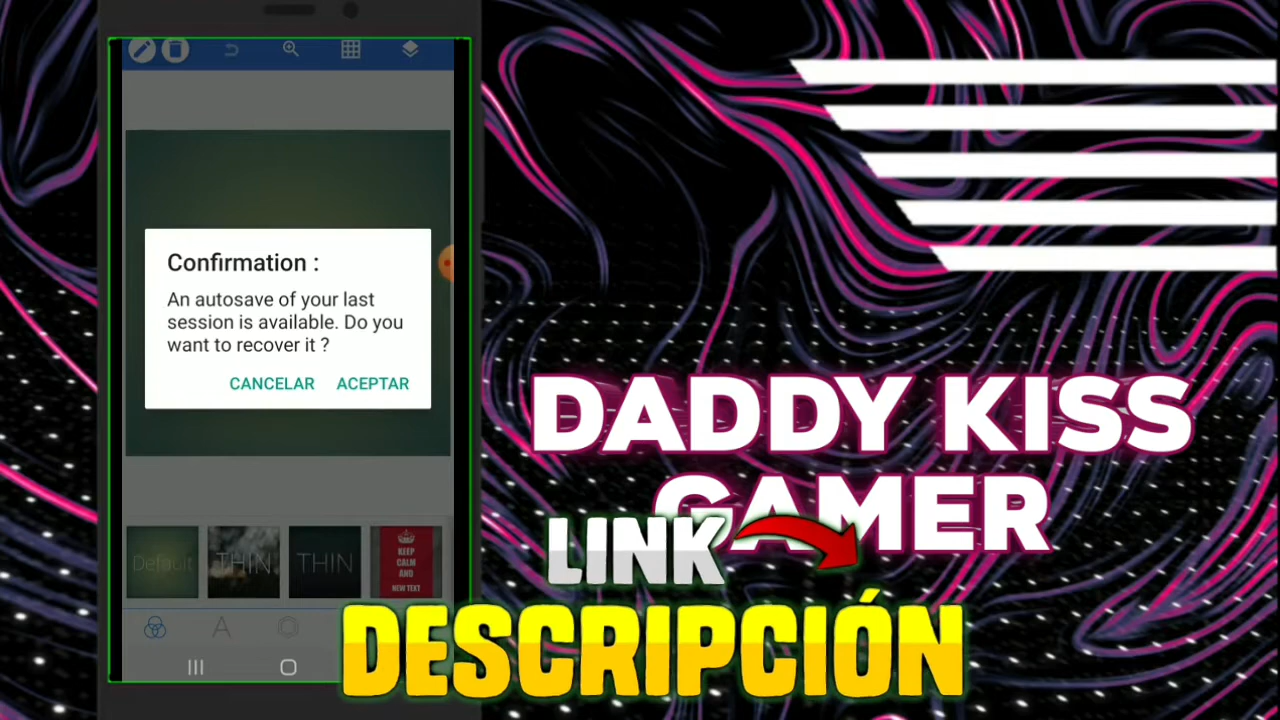 Confirmation :
An autosave of your last
session is available. Do you
want to recover it ?
CANCELAR ACEPTAR
Default
THIN
THIN
KEEP
CALM
AND
NEW TEXT
A
DADDY KISS
GAMER
LINK
DESCRIPCIÓN